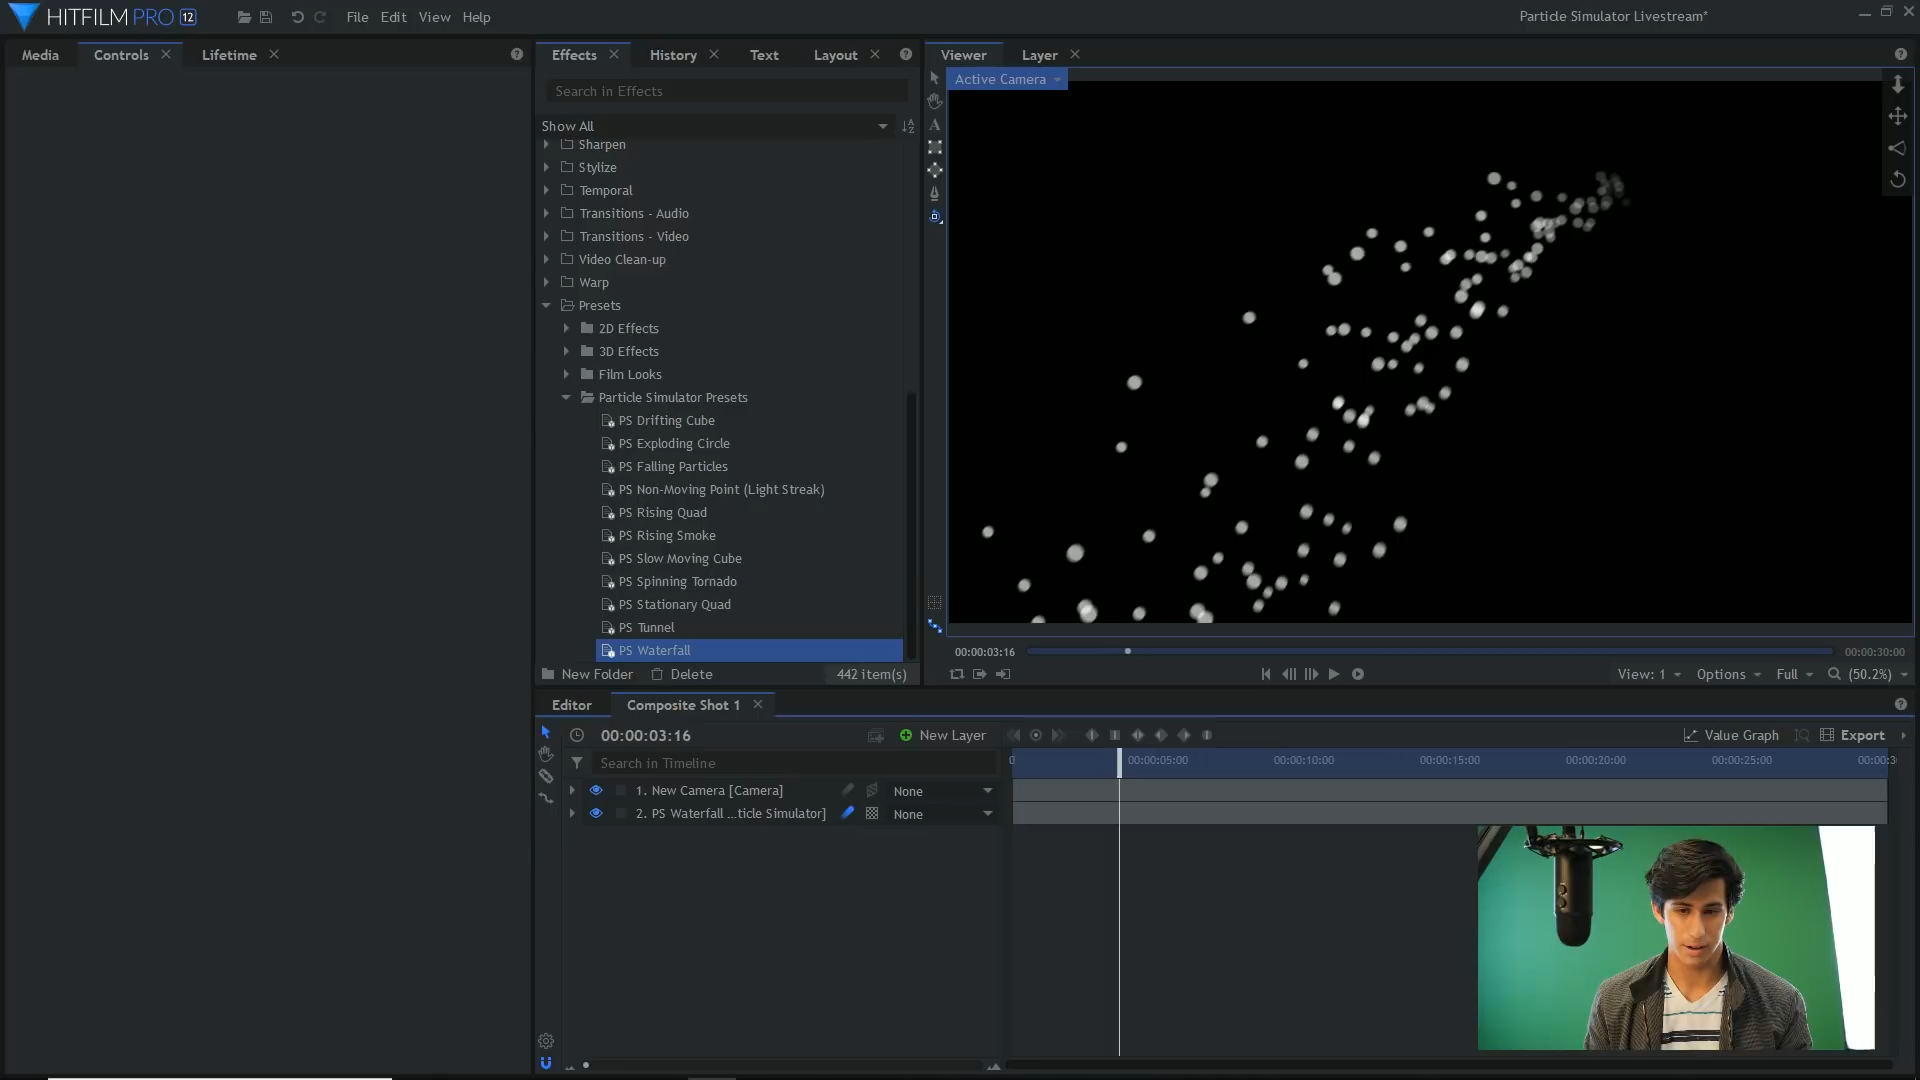 HITFILM PRO 12
File Edit View Help
Particle Simulator Livestream*
Media Controls Lifetime
Effects History Text Layout
Search in Effects
Show All
Sharpen
Stylize
Temporal
Transitions - Audio
Transitions - Video
Video Clean-up
Warp
Presets
2D Effects
3D Effects
Film Looks
Particle Simulator Presets
PS Drifting Cube
PS Exploding Circle
PS Falling Particles
PS Non-Moving Point (Light Streak)
PS Rising Quad
PS Rising Smoke
PS Slow Moving Cube
PS Spinning Tornado
PS Stationary Quad
PS Tunnel
PS Waterfall
New Folder Delete 442 item(s)
Viewer Layer
Active Camera
00:00:03:16 00:00:30:00
View: 1 Options Full (50.2%)
Editor Composite Shot 1
00:00:03:16 New Layer Value Graph Export
Search in Timeline
0 00:00:05:00 00:00:10:00 00:00:15:00 00:00:20:00 00:00:25:00 00:00:3
1. New Camera [Camera] None
2. PS Waterfall ...ticle Simulator] None